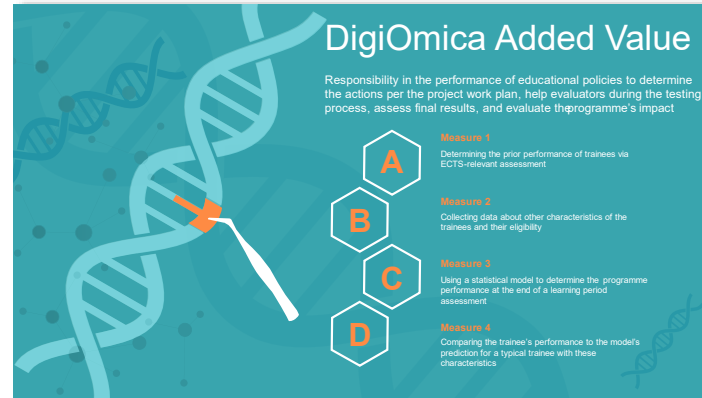 DigiOmica Added Value
Responsibility in the performance of educational policies to determine
the actions per the project work plan, help evaluators during the testing
process, assess final results, and evaluate the programme's impact
A
Measure 1
Determining the prior performance of trainees via
ECTS-relevant assessment
B
Measure 2
Collecting data about other characteristics of the
trainees and their eligibility
C
Measure 3
Using a statistical model to determine the programme
performance at the end of a learning period
assessment
D
Measure 4
Comparing the trainee's performance to the model's
prediction for a typical trainee with these
characteristics